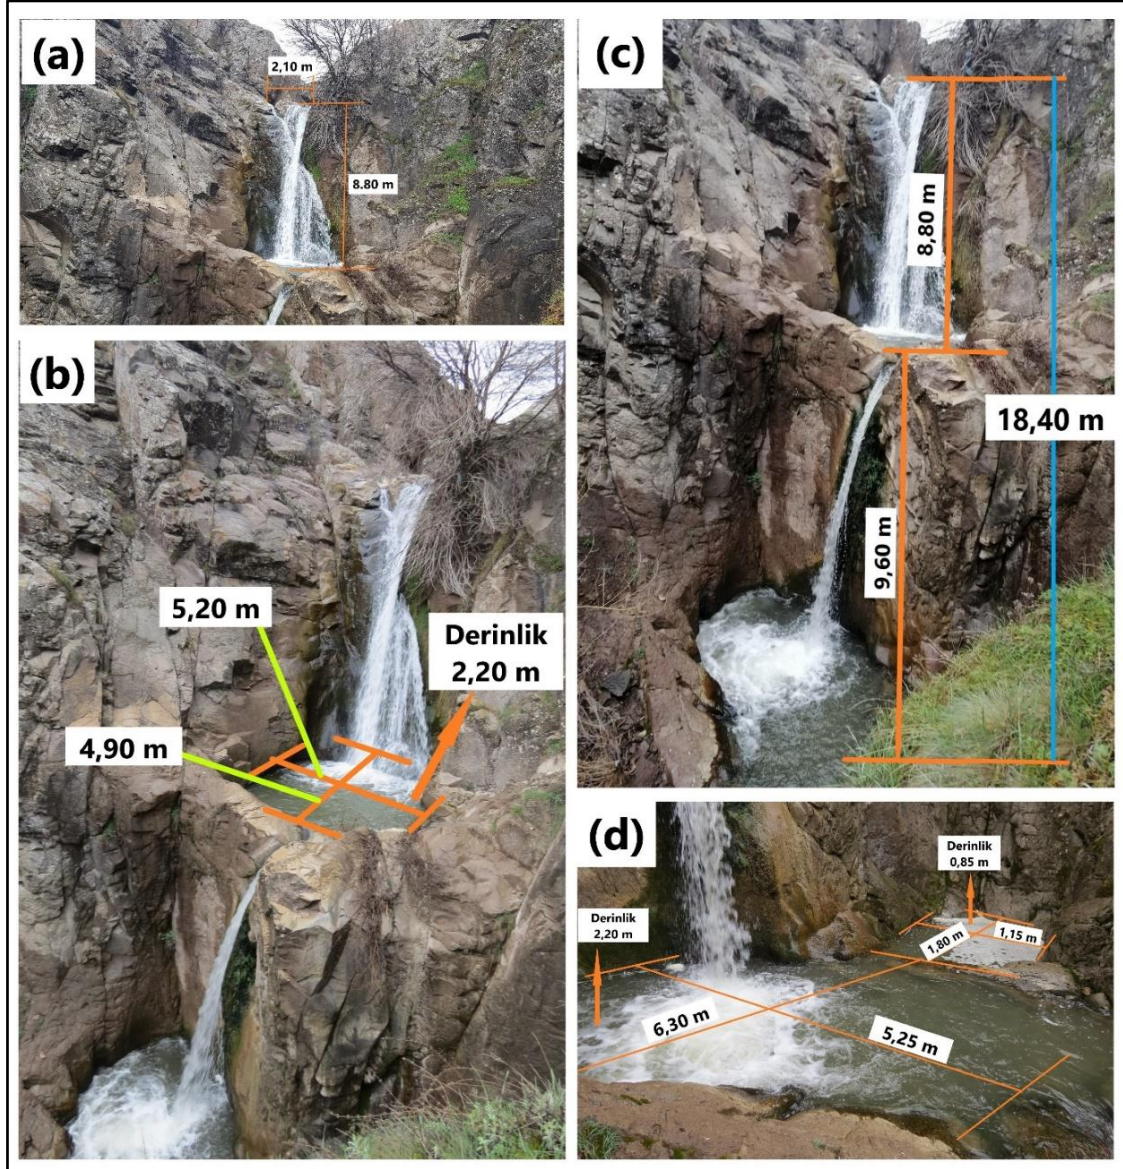 (a)
2,10 m
8.80 m
(b)
5,20 m
Derinlik
2,20 m
4,90 m
(c)
8,80 m
18,40 m
9,60 m
(d)
Derinlik
0,85 m
Derinlik
2,20 m
1,80 m
1,15 m
6,30 m
5,25 m